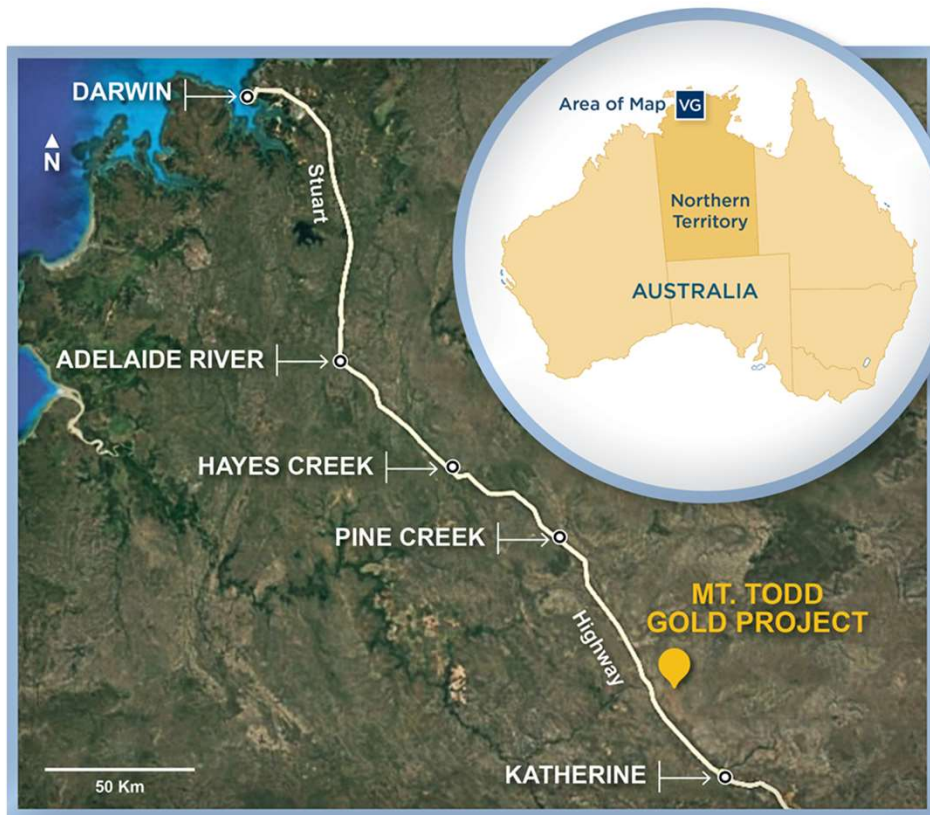 DARWIN
N
Stuart
ADELAIDE RIVER
HAYES CREEK
PINE CREEK
Highway
MT. TODD
GOLD PROJECT
KATHERINE
50 Km
Area of Map
VG
Northern
Territory
AUSTRALIA